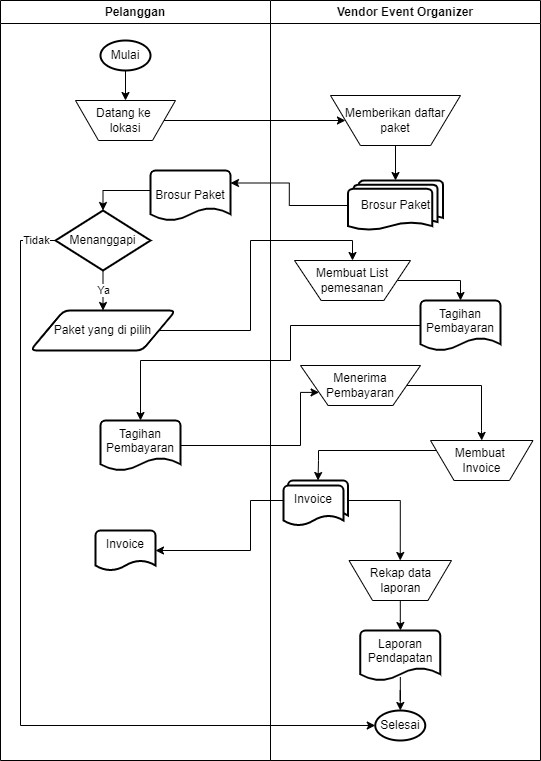 Pelanggan
Vendor Event Organizer
Mulai
Datang ke
lokasi
Memberikan daftar
paket
Brosur Paket
Brosur Paket
Tidak
Menanggapi
Membuat List
pemesanan
Ya
Paket yang di pilih
Tagihan
Pembayaran
Menerima
Pembayaran
Tagihan
Pembayaran
Membuat
Invoice
Invoice
Invoice
Rekap data
laporan
Laporan
Pendapatan
Selesai